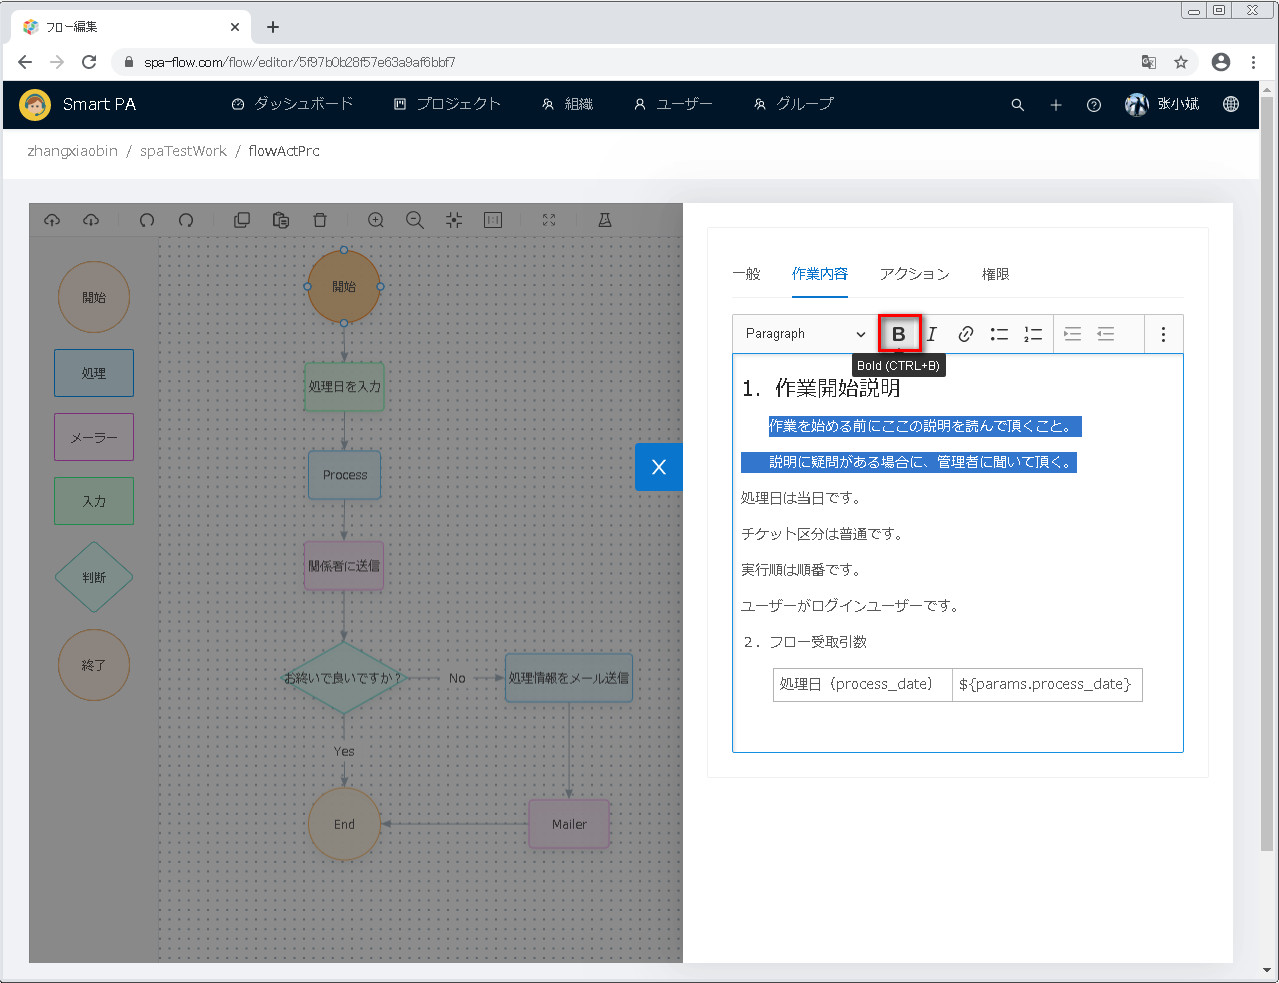 フロー編集
spa-flow.com/flow/editor/5f97b0b28f57e63a9af6bbf7
Smart PA
ダッシュボード
プロジェクト
組織
ユーザー
グループ
张小斌
zhangxiaobin / spaTestWork / flowActPrc
開始
処理
メーラー
入力
判断
終了
開始
処理日を入力
Process
関係者に送信
お終いで良いですか？
No
処理情報をメール送信
Yes
End
Mailer
X
一般
作業内容
アクション
権限
Paragraph
B
I
Bold (CTRL+B)
1. 作業開始説明
作業を始める前にここの説明を読んで頂くこと。
説明に疑問がある場合に、管理者に聞いて頂く。
処理日は当日です。
チケット区分は普通です。
実行順は順番です。
ユーザーがログインユーザーです。
２．フロー受取引数
処理日（process_date） ${params.process_date}